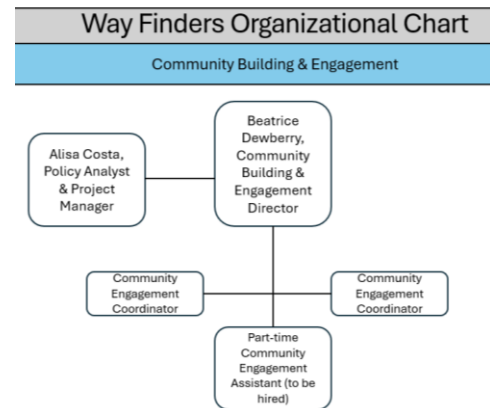 Way Finders Organizational Chart
Community Building & Engagement
Beatrice
Dewberry,
Community
Building &
Engagement
Director
Alisa Costa,
Policy Analyst
& Project
Manager
Community
Engagement
Coordinator
Community
Engagement
Coordinator
Part-time
Community
Engagement
Assistant (to be
hired)